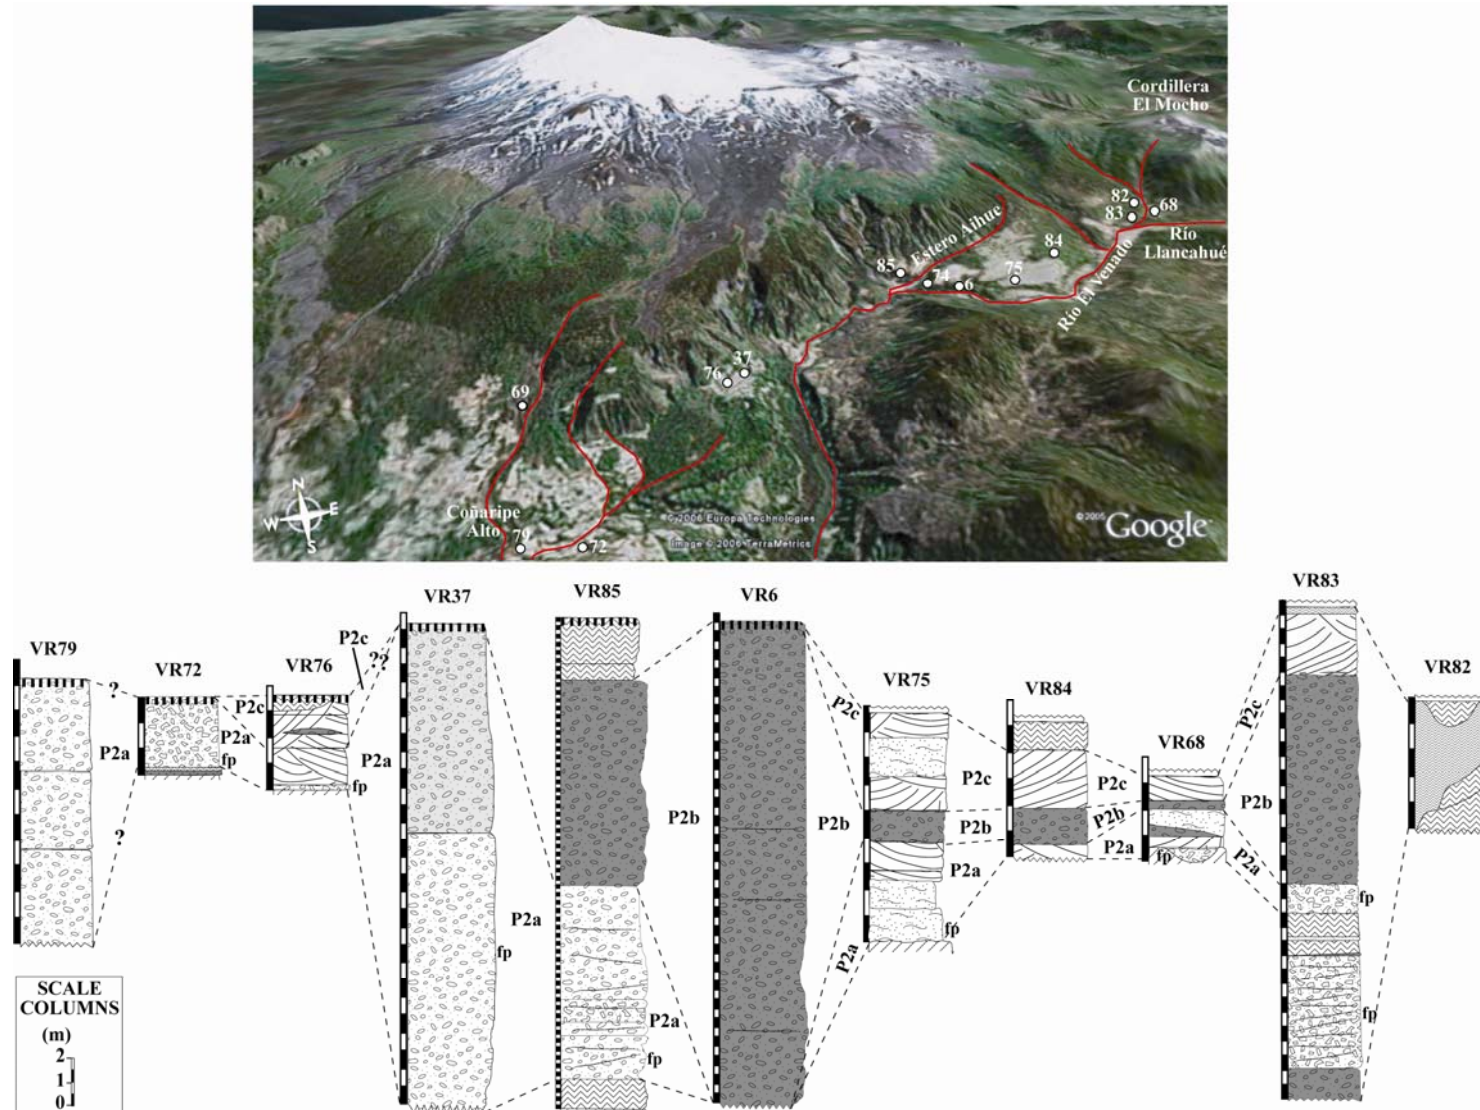 Cordillera
El Mocho
82
68
83
Río
Llancahué
Estero Aihue
84
85
74
6
75
Río El Venado
37
76
69
N
W
E
S
Coñaripe
Alto
79
72
© 2006 Europa Technologies
Image © 2006 TerraMetrics
© 2005 Google
VR79
VR72
VR76
VR37
VR85
VR6
VR75
VR84
VR68
VR83
VR82
?
P2a
?
P2a
fp
P2c
P2c
??
P2a
fp
fp
P2a
P2a
fp
P2b
P2b
P2a
P2c
P2a
fp
P2c
P2b
P2c
P2b
P2a
fp
P2c
P2b
P2a
fp
fp
SCALE
COLUMNS
(m)
2
1
0